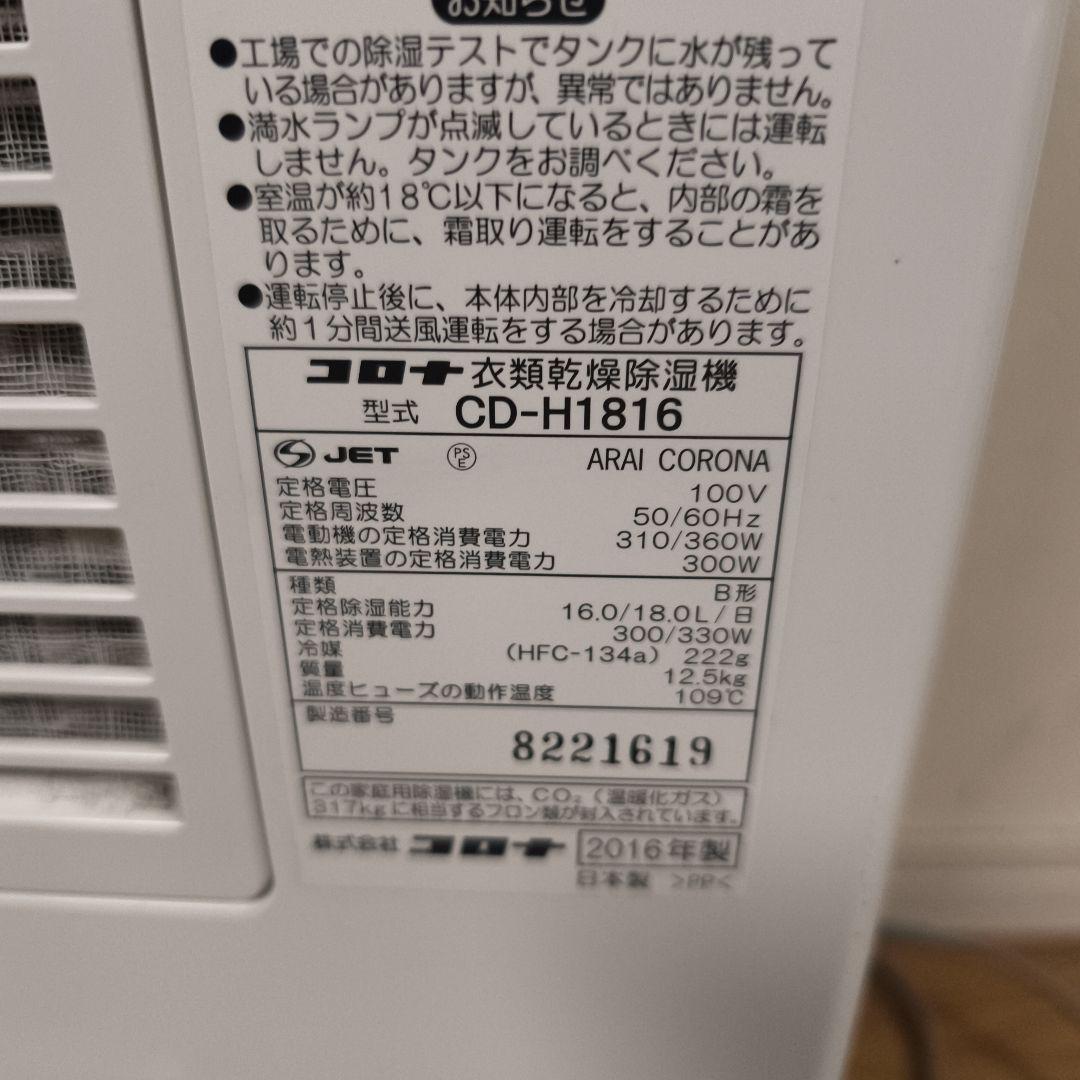 お知らせ
●工場での除湿テストでタンクに水が残って
いる場合がありますが、異常ではありません。
●満水ランプが点滅しているときには運転
しません。タンクをお調べください。
●室温が約18℃以下になると、内部の霜を
取るために、霜取り運転をすることがあ
ります。
●運転停止後に、本体内部を冷却するために
約1分間送風運転をする場合があります。
コロナ衣類乾燥除湿機
型式 CD-H1816
JET PSE ARAI CORONA
定格電圧 100V
定格周波数 50/60Hz
電動機の定格消費電力 310/360W
電熱装置の定格消費電力 300W
種類 B形
定格除湿能力 16.0/18.0L/日
定格消費電力 300/330W
冷媒 (HFC-134a) 222g
質量 12.5kg
温度ヒューズの動作温度 109℃
製造番号
8221619
この家庭用除湿機には、CO₂（温暖化ガス）
317kgに相当するフロン類が封入されています。
株式会社 コロナ 2016年製
日本製 >PP<